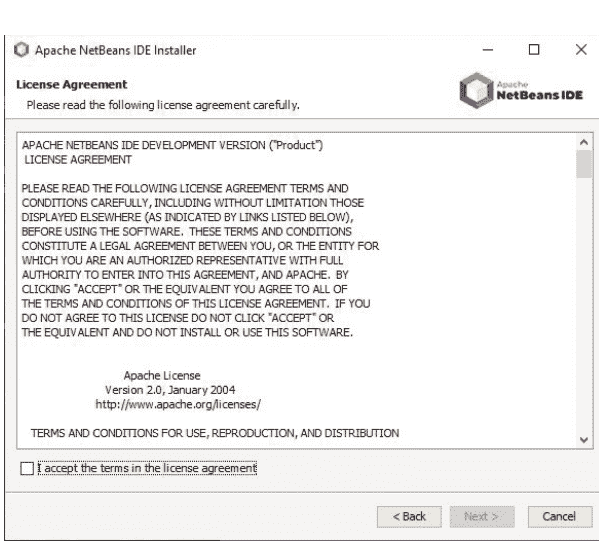 Apache NetBeans IDE Installer
License Agreement
Please read the following license agreement carefully.
Apache
NetBeans IDE
APACHE NETBEANS IDE DEVELOPMENT VERSION ("Product")
LICENSE AGREEMENT
PLEASE READ THE FOLLOWING LICENSE AGREEMENT TERMS AND
CONDITIONS CAREFULLY, INCLUDING WITHOUT LIMITATION THOSE
DISPLAYED ELSEWHERE (AS INDICATED BY LINKS LISTED BELOW),
BEFORE USING THE SOFTWARE. THESE TERMS AND CONDITIONS
CONSTITUTE A LEGAL AGREEMENT BETWEEN YOU, OR THE ENTITY FOR
WHICH YOU ARE AN AUTHORIZED REPRESENTATIVE WITH FULL
AUTHORITY TO ENTER INTO THIS AGREEMENT, AND APACHE. BY
CLICKING "ACCEPT" OR THE EQUIVALENT YOU AGREE TO ALL OF
THE TERMS AND CONDITIONS OF THIS LICENSE AGREEMENT. IF YOU
DO NOT AGREE TO THIS LICENSE DO NOT CLICK "ACCEPT" OR
THE EQUIVALENT AND DO NOT INSTALL OR USE THIS SOFTWARE.
Apache License
Version 2.0, January 2004
http://www.apache.org/licenses/
TERMS AND CONDITIONS FOR USE, REPRODUCTION, AND DISTRIBUTION
I accept the terms in the license agreement
< Back
Next >
Cancel